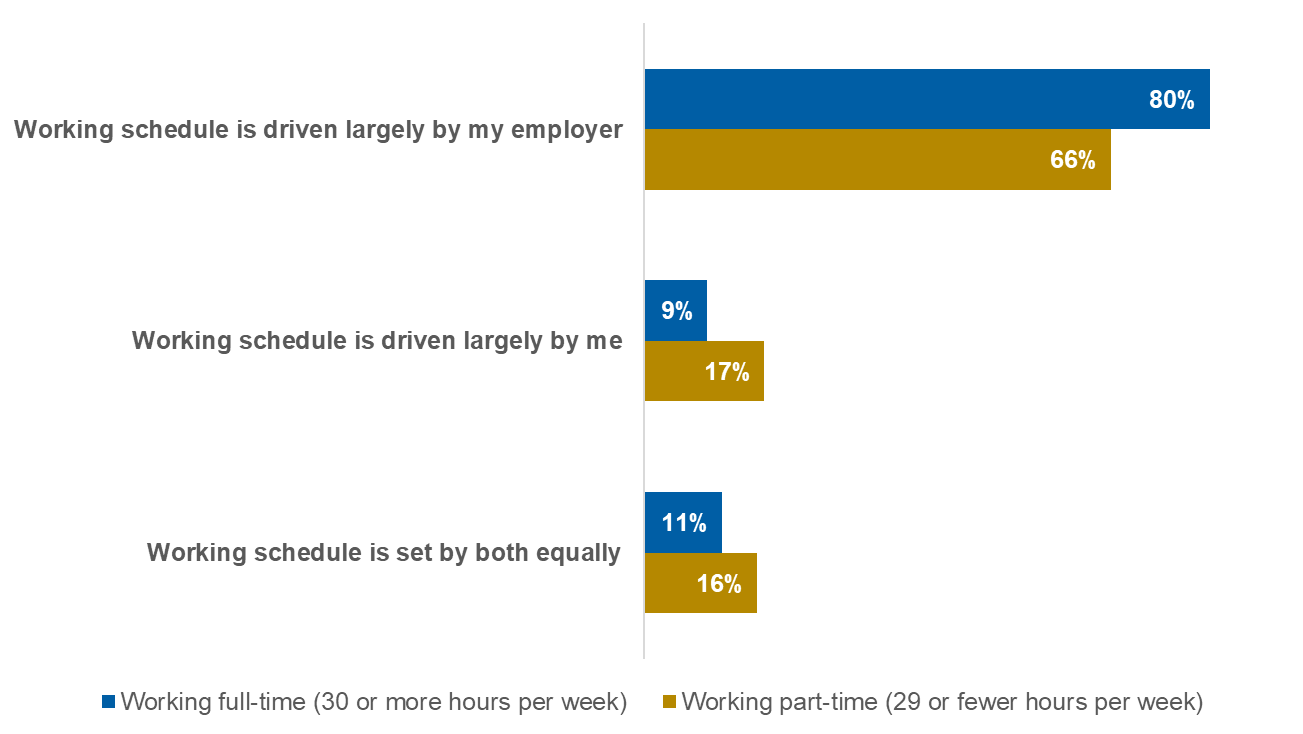 Working schedule is driven largely by my employer
80%
66%
Working schedule is driven largely by me
9%
17%
Working schedule is set by both equally
11%
16%
Working full-time (30 or more hours per week)
Working part-time (29 or fewer hours per week)